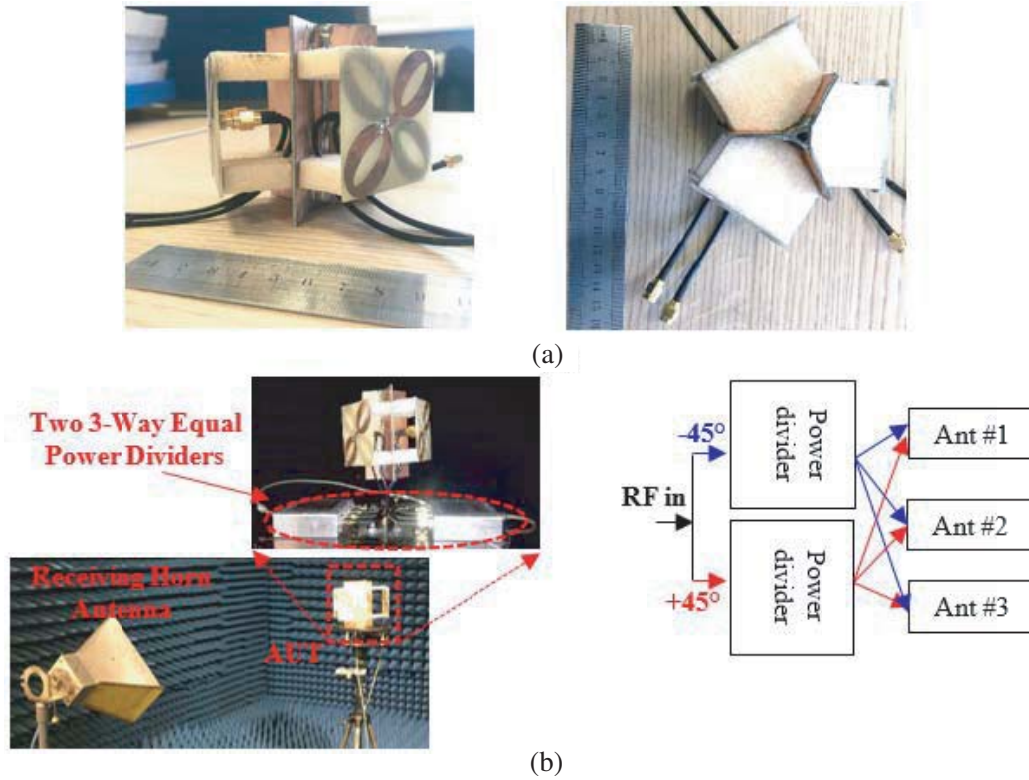 (a)
Two 3-Way Equal
Power Dividers
Receiving Horn
Antenna
AUT
RF in
-45°
+45°
Power
divider
Power
divider
Ant #1
Ant #2
Ant #3
(b)